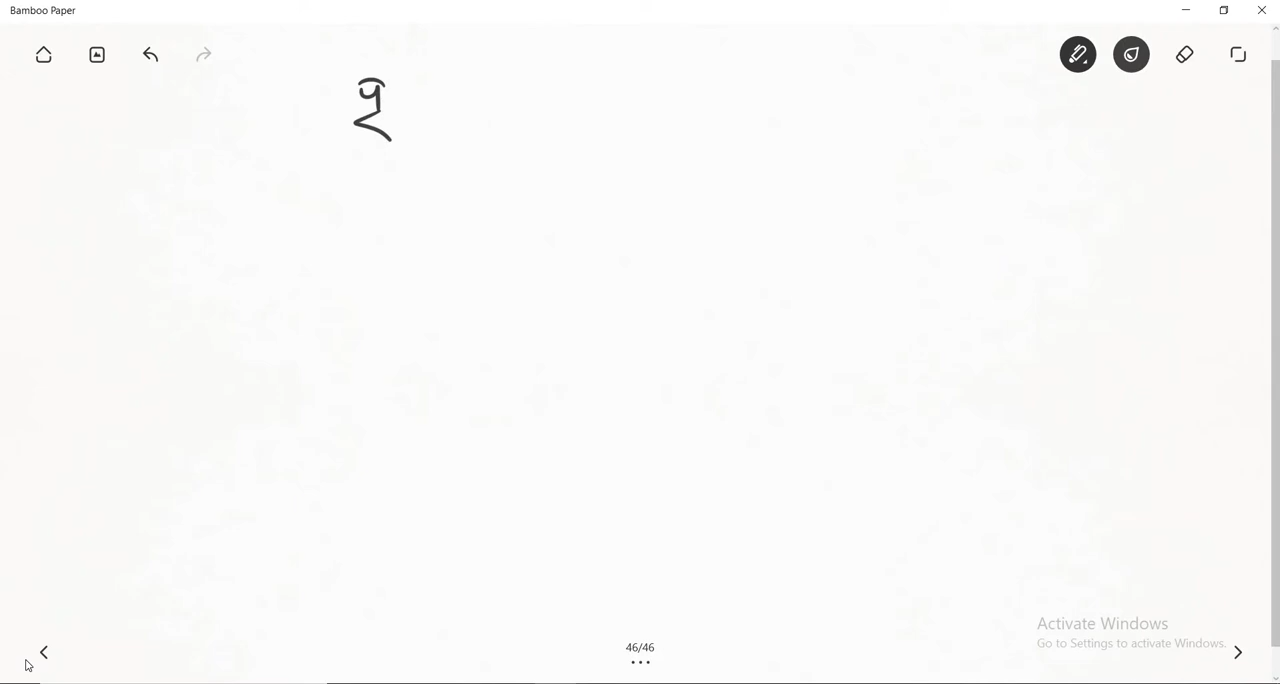 Bamboo Paper
पु
46/46
Activate Windows
Go to Settings to activate Windows.